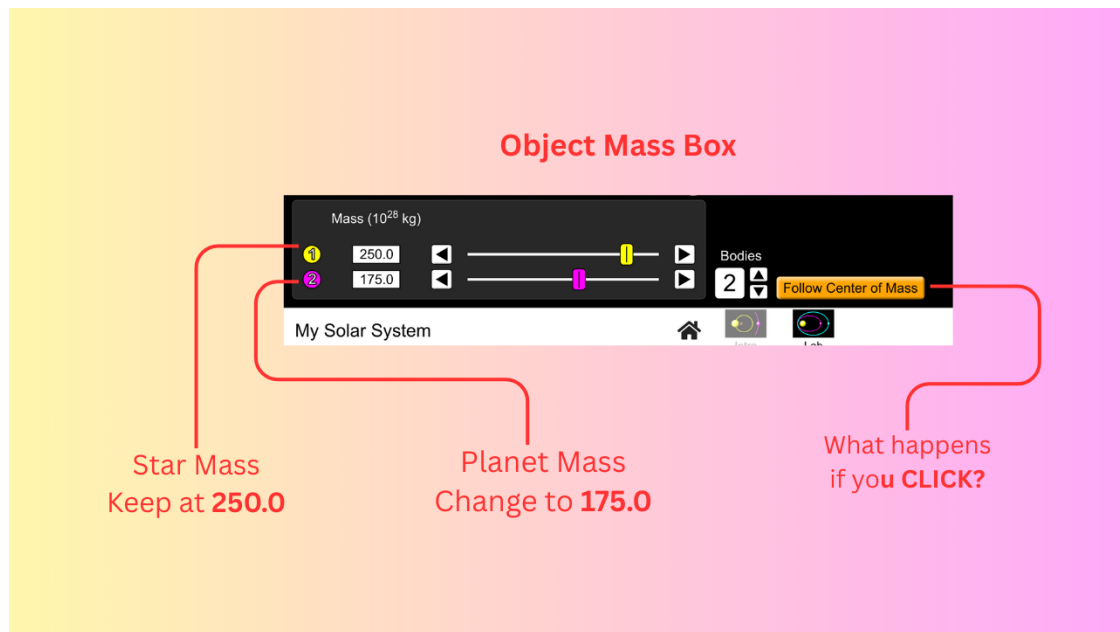 Object Mass Box
Mass (10²⁸ kg)
1 250.0
2 175.0
Bodies
2
Follow Center of Mass
My Solar System
Intro
Lab
Star Mass
Keep at 250.0
Planet Mass
Change to 175.0
What happens
if you CLICK?